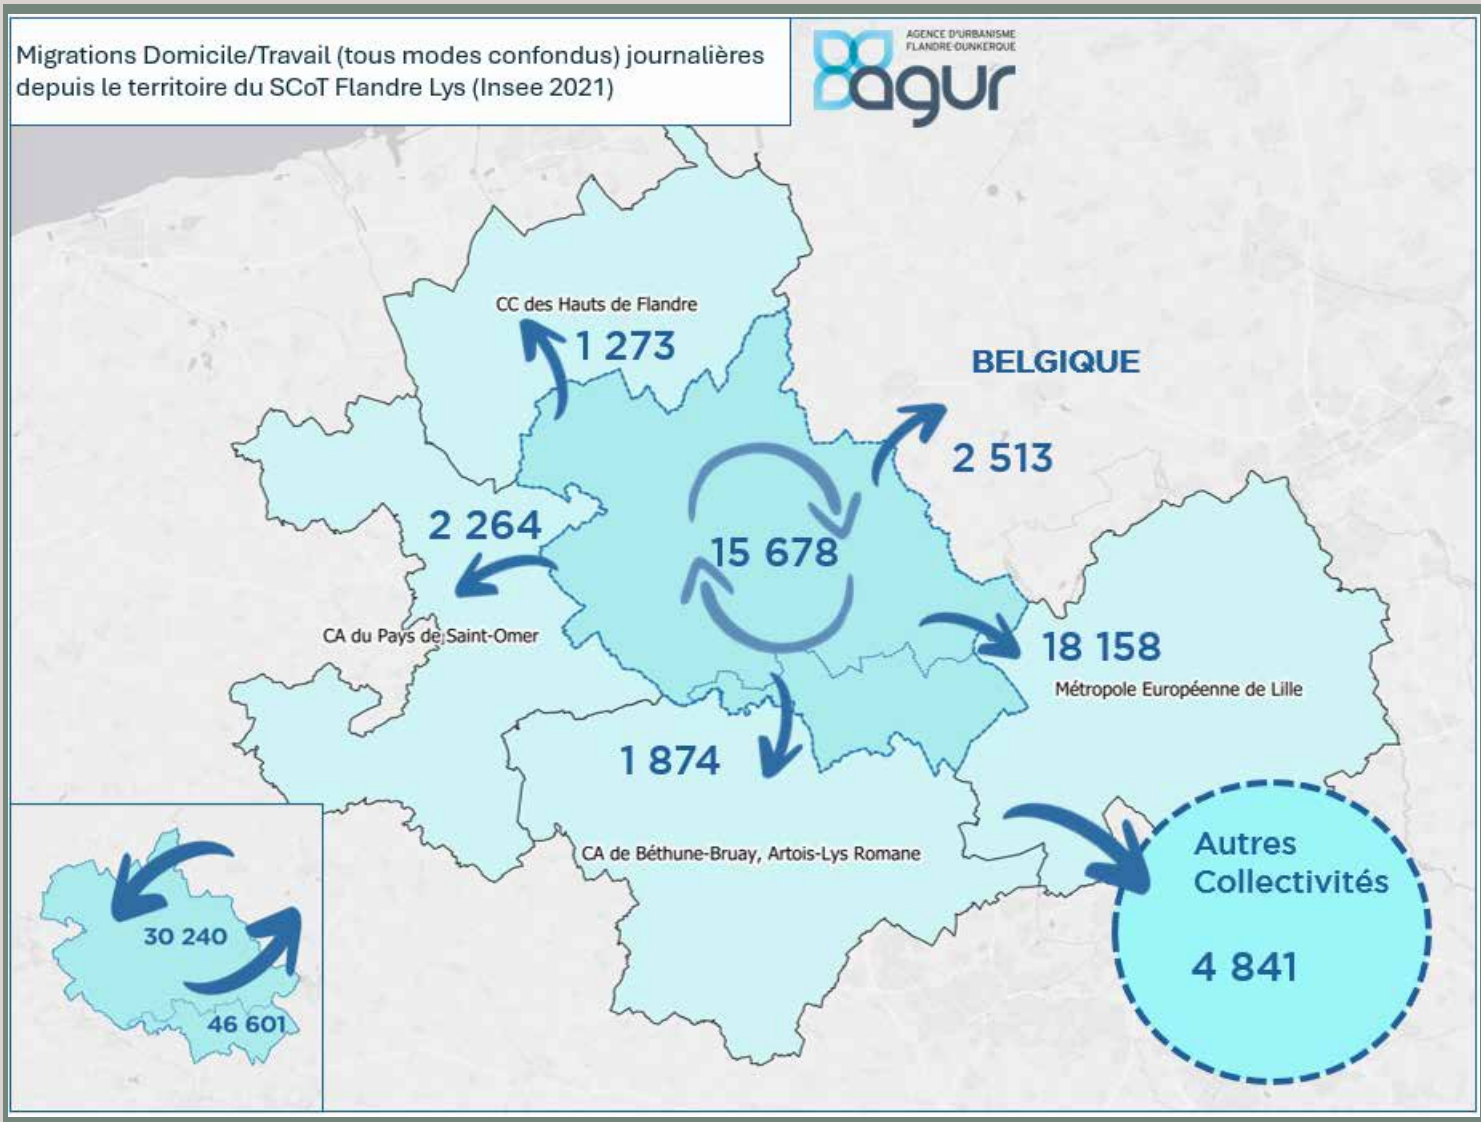 Migrations Domicile/Travail (tous modes confondus) journalières
depuis le territoire du SCoT Flandre Lys (Insee 2021)
AGENCE D'URBANISME
FLANDRE-DUNKERQUE
agur
CC des Hauts de Flandre
1 273
BELGIQUE
2 513
2 264
15 678
CA du Pays de Saint-Omer
18 158
Métropole Européenne de Lille
1 874
CA de Béthune-Bruay, Artois-Lys Romane
Autres
Collectivités
4 841
30 240
46 601